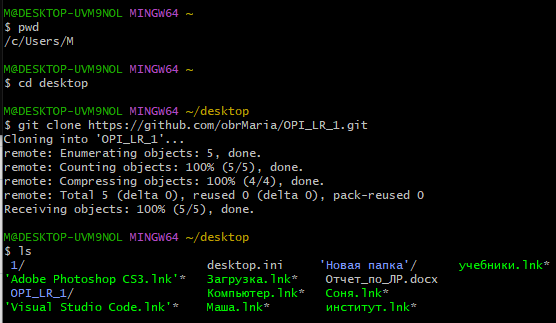 M@DESKTOP-UVM9NOL MINGW64 ~
$ pwd
/c/Users/M
M@DESKTOP-UVM9NOL MINGW64 ~
$ cd desktop
M@DESKTOP-UVM9NOL MINGW64 ~/desktop
$ git clone https://github.com/obrMaria/OPI_LR_1.git
Cloning into 'OPI_LR_1'...
remote: Enumerating objects: 5, done.
remote: Counting objects: 100% (5/5), done.
remote: Compressing objects: 100% (4/4), done.
remote: Total 5 (delta 0), reused 0 (delta 0), pack-reused 0
Receiving objects: 100% (5/5), done.
M@DESKTOP-UVM9NOL MINGW64 ~/desktop
$ ls
1/ desktop.ini 'Новая папка'/ учебники.lnk*
'Adobe Photoshop CS3.lnk'* Загрузка.lnk* Отчет_по_ЛР.docx
OPI_LR_1/ Компьютер.lnk* Соня.lnk*
'Visual Studio Code.lnk'* Маша.lnk* институт.lnk*